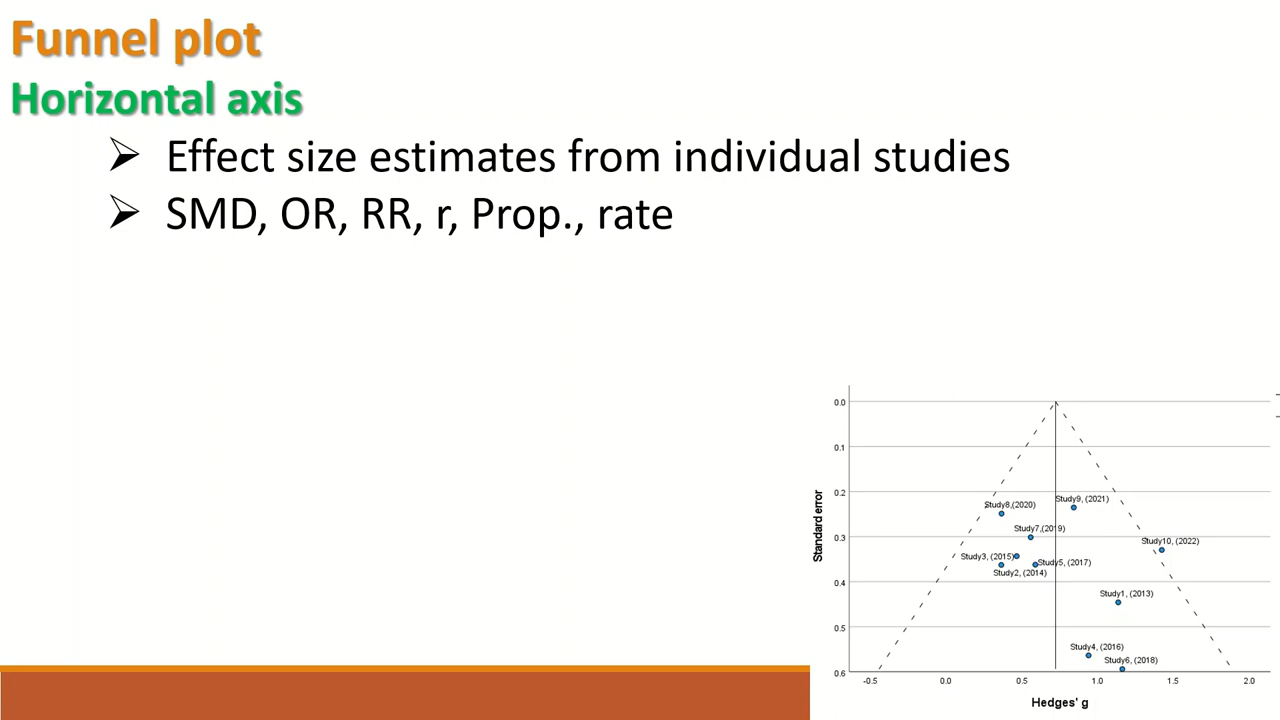 Funnel plot
Horizontal axis
➢ Effect size estimates from individual studies
➢ SMD, OR, RR, r, Prop., rate
0.0
0.1
0.2
Study9, (2021)
Study8,(2020)
Study7,(2019)
0.3
Study10, (2022)
Standard error
Study3, (2015)
Study5, (2017)
Study2, (2014)
0.4
Study1, (2013)
0.5
Study4, (2016)
Study6, (2018)
0.6
-0.5 0.0 0.5 1.0 1.5 2.0
Hedges' g